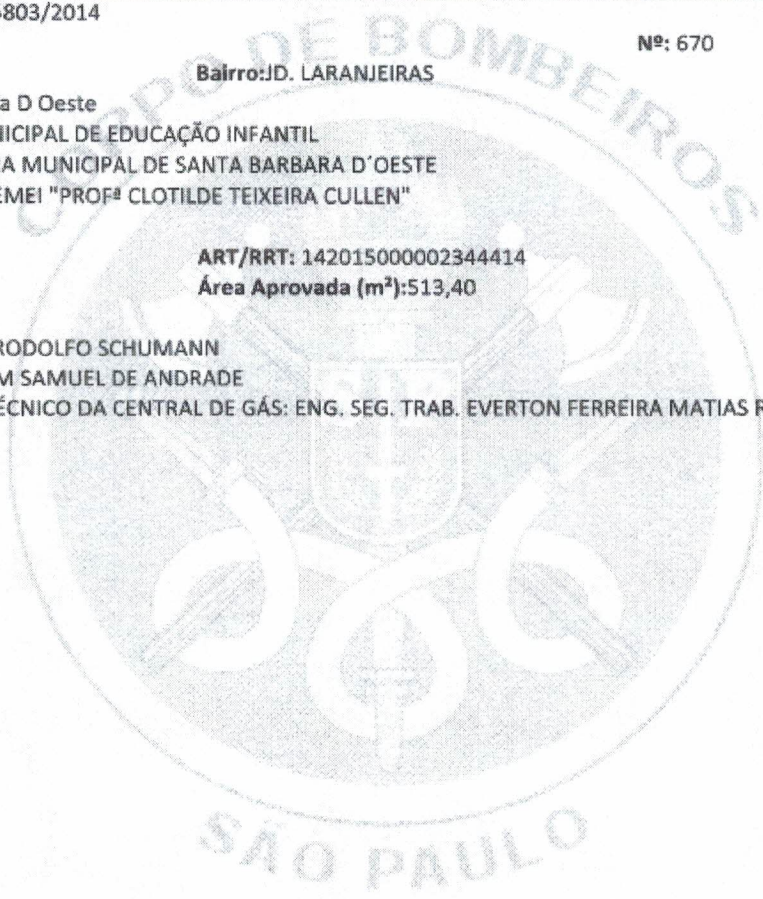 5803/2014
Nº: 670
Bairro:JD. LARANJEIRAS
a D Oeste
NICIPAL DE EDUCAÇÃO INFANTIL
A MUNICIPAL DE SANTA BARBARA D´OESTE
EMEI "PROFª CLOTILDE TEIXEIRA CULLEN"
ART/RRT: 142015000002344414
Área Aprovada (m²):513,40
RODOLFO SCHUMANN
M SAMUEL DE ANDRADE
ÉCNICO DA CENTRAL DE GÁS: ENG. SEG. TRAB. EVERTON FERREIRA MATIAS R
CORPO DE BOMBEIROS
SÃO PAULO